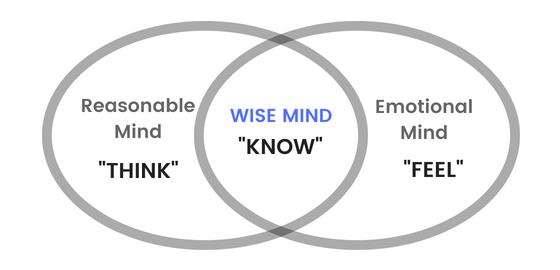 Reasonable
Mind
"THINK"
WISE MIND
"KNOW"
Emotional
Mind
"FEEL"